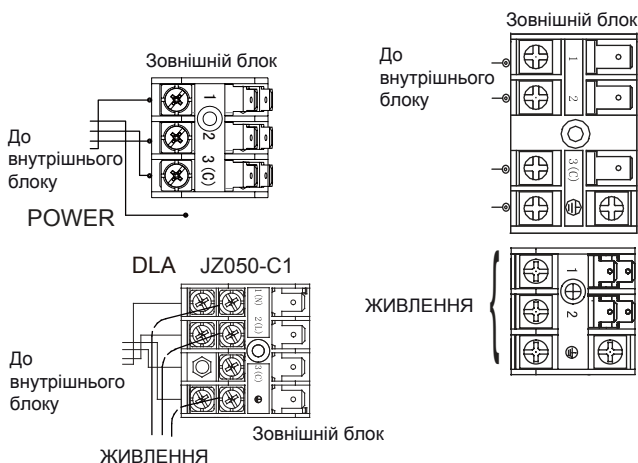 Зовнішній блок
До
внутрішнього
блоку
1
2
3 (C)
POWER
Зовнішній блок
До
внутрішнього
блоку
1
2
3 (C)
DLA JZ050-C1
До
внутрішнього
блоку
1 (N)
2 (L)
3 (C)
Зовнішній блок
ЖИВЛЕННЯ
ЖИВЛЕННЯ
1
2